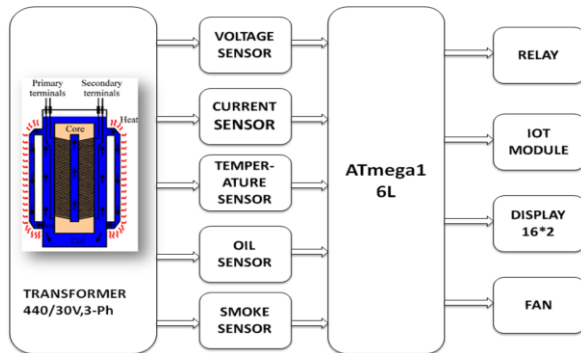 Primary
terminals
Secondary
terminals
Heat
Core
TRANSFORMER
440/30V,3-Ph
VOLTAGE
SENSOR
CURRENT
SENSOR
TEMPER-
ATURE
SENSOR
OIL
SENSOR
SMOKE
SENSOR
ATmega1
6L
RELAY
IOT
MODULE
DISPLAY
16*2
FAN